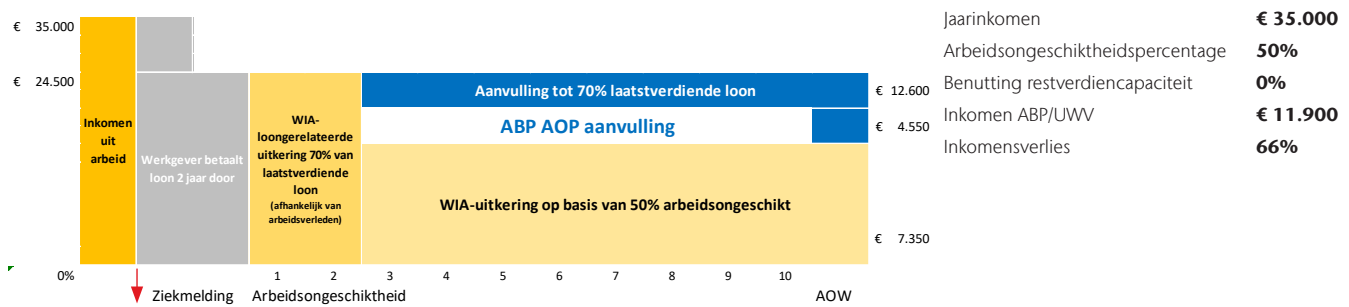 € 35.000
€ 24.500
Inkomen
uit
arbeid
Werkgever betaalt
loon 2 jaar door
WIA-
loongerelateerde
uitkering 70% van
laatstverdiende
loon
(afhankelijk van
arbeidsverleden)
Aanvulling tot 70% laatstverdiende loon
ABP AOP aanvulling
WIA-uitkering op basis van 50% arbeidsongeschikt
€ 12.600
€ 4.550
€ 7.350
0%
1 2 3 4 5 6 7 8 9 10
Ziekmelding Arbeidsongeschiktheid AOW
Jaarinkomen € 35.000
Arbeidsongeschiktheidspercentage 50%
Benutting restverdiencapaciteit 0%
Inkomen ABP/UWV € 11.900
Inkomensverlies 66%